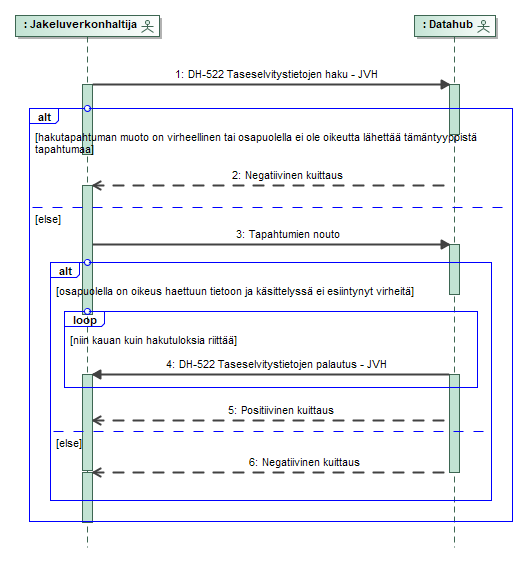 : Jakeluverkonhaltija
: Datahub
1: DH-522 Taseselvitystietojen haku - JVH
alt
[hakutapahtuman muoto on virheellinen tai osapuolella ei ole oikeutta lähettää tämäntyyppistä
tapahtumaa]
2: Negatiivinen kuittaus
[else]
3: Tapahtumien nouto
alt
[osapuolella on oikeus haettuun tietoon ja käsittelyssä ei esiintynyt virheitä]
loop
[niin kauan kuin hakutuloksia riittää]
4: DH-522 Taseselvitystietojen palautus - JVH
5: Positiivinen kuittaus
[else]
6: Negatiivinen kuittaus